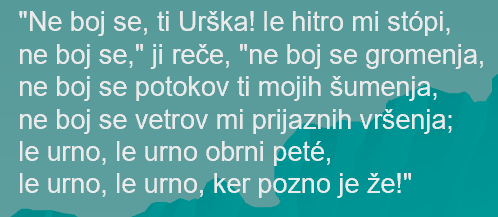 "Ne boj se, ti Urška! le hitro mi stópi,
ne boj se," ji reče, "ne boj se gromenja,
ne boj se potokov ti mojih šumenja,
ne boj se vetrov mi prijaznih vršenja;
le urno, le urno obrni peté,
le urno, le urno, ker pozno je že!"